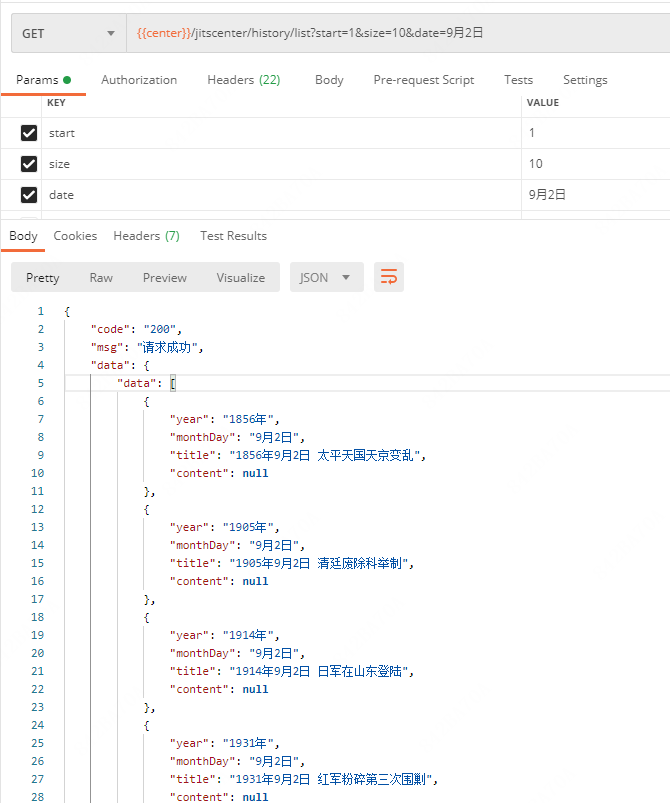 GET {{center}}/jitscenter/history/list?start=1&size=10&date=9月2日
Params Authorization Headers (22) Body Pre-request Script Tests Settings
KEY VALUE
start 1
size 10
date 9月2日
Body Cookies Headers (7) Test Results
Pretty Raw Preview Visualize JSON
1 {
2 "code": "200",
3 "msg": "请求成功",
4 "data": {
5 "data": [
6 {
7 "year": "1856年",
8 "monthDay": "9月2日",
9 "title": "1856年9月2日 太平天国天京变乱",
10 "content": null
11 },
12 {
13 "year": "1905年",
14 "monthDay": "9月2日",
15 "title": "1905年9月2日 清廷废除科举制",
16 "content": null
17 },
18 {
19 "year": "1914年",
20 "monthDay": "9月2日",
21 "title": "1914年9月2日 日军在山东登陆",
22 "content": null
23 },
24 {
25 "year": "1931年",
26 "monthDay": "9月2日",
27 "title": "1931年9月2日 红军粉碎第三次围剿",
28 "content": null